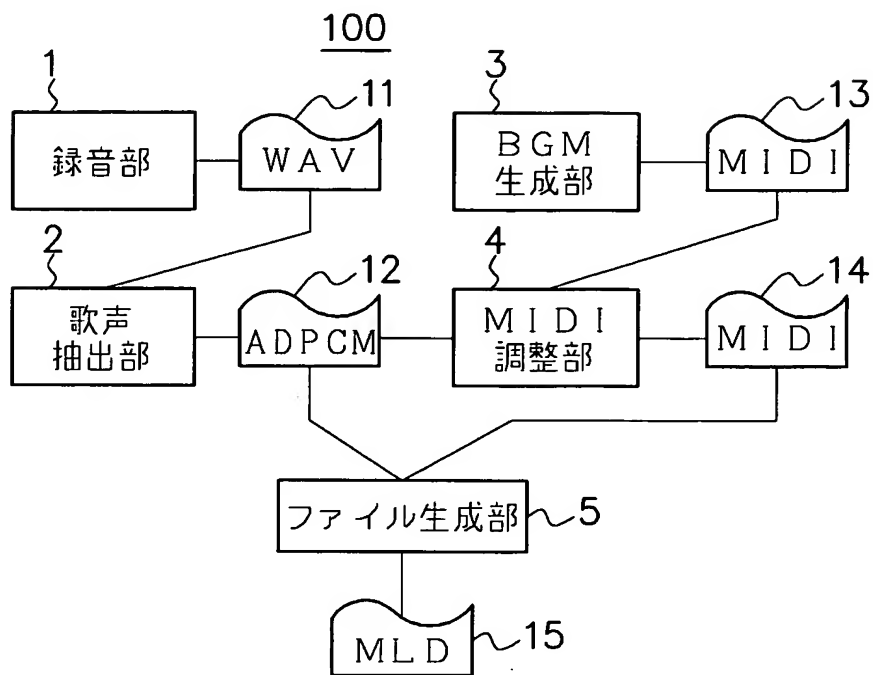 100
1
11
3
13
録音部
WAV
BGM
生成部
MIDI
2
12
4
14
歌声
抽出部
ADPCM
MIDI
調整部
MIDI
ファイル生成部
5
MLD
15